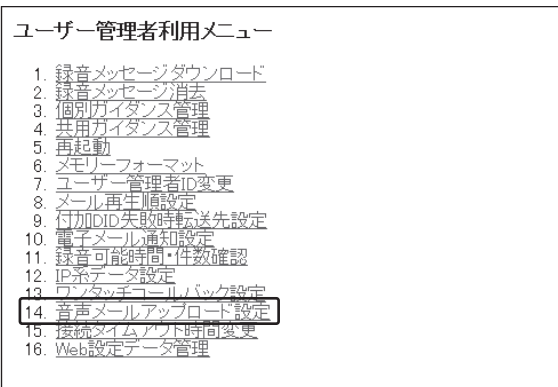 ユーザー管理者利用メニュー
1. 録音メッセージダウンロード
2. 録音メッセージ消去
3. 個別ガイダンス管理
4. 共用ガイダンス管理
5. 再起動
6. メモリーフォーマット
7. ユーザー管理者ID変更
8. メール再生順設定
9. 付加DID失敗時転送先設定
10. 電子メール通知設定
11. 録音可能時間・件数確認
12. IP系データ設定
13. ワンタッチコールバック設定
14. 音声メールアップロード設定
15. 接続タイムアウト時間変更
16. Web設定データ管理